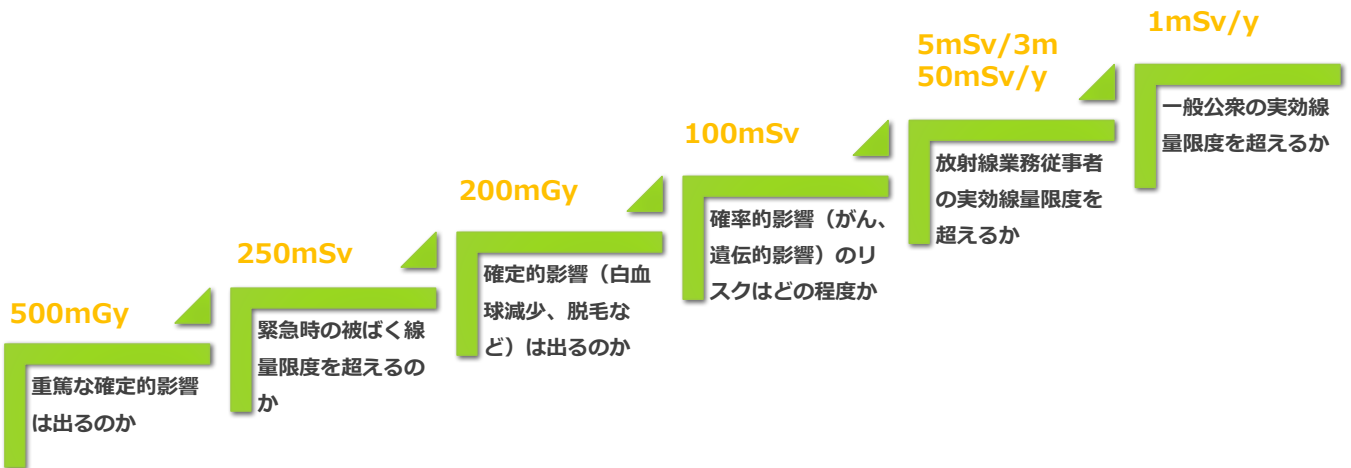 500mGy
重篤な確定的影響
は出るのか
250mSv
緊急時の被ばく線
量限度を超えるの
か
200mGy
確定的影響（白血
球減少、脱毛な
ど）は出るのか
100mSv
確率的影響（がん、
遺伝的影響）のリ
スクはどの程度か
5mSv/3m
50mSv/y
放射線業務従事者
の実効線量限度を
超えるか
1mSv/y
一般公衆の実効線
量限度を超えるか